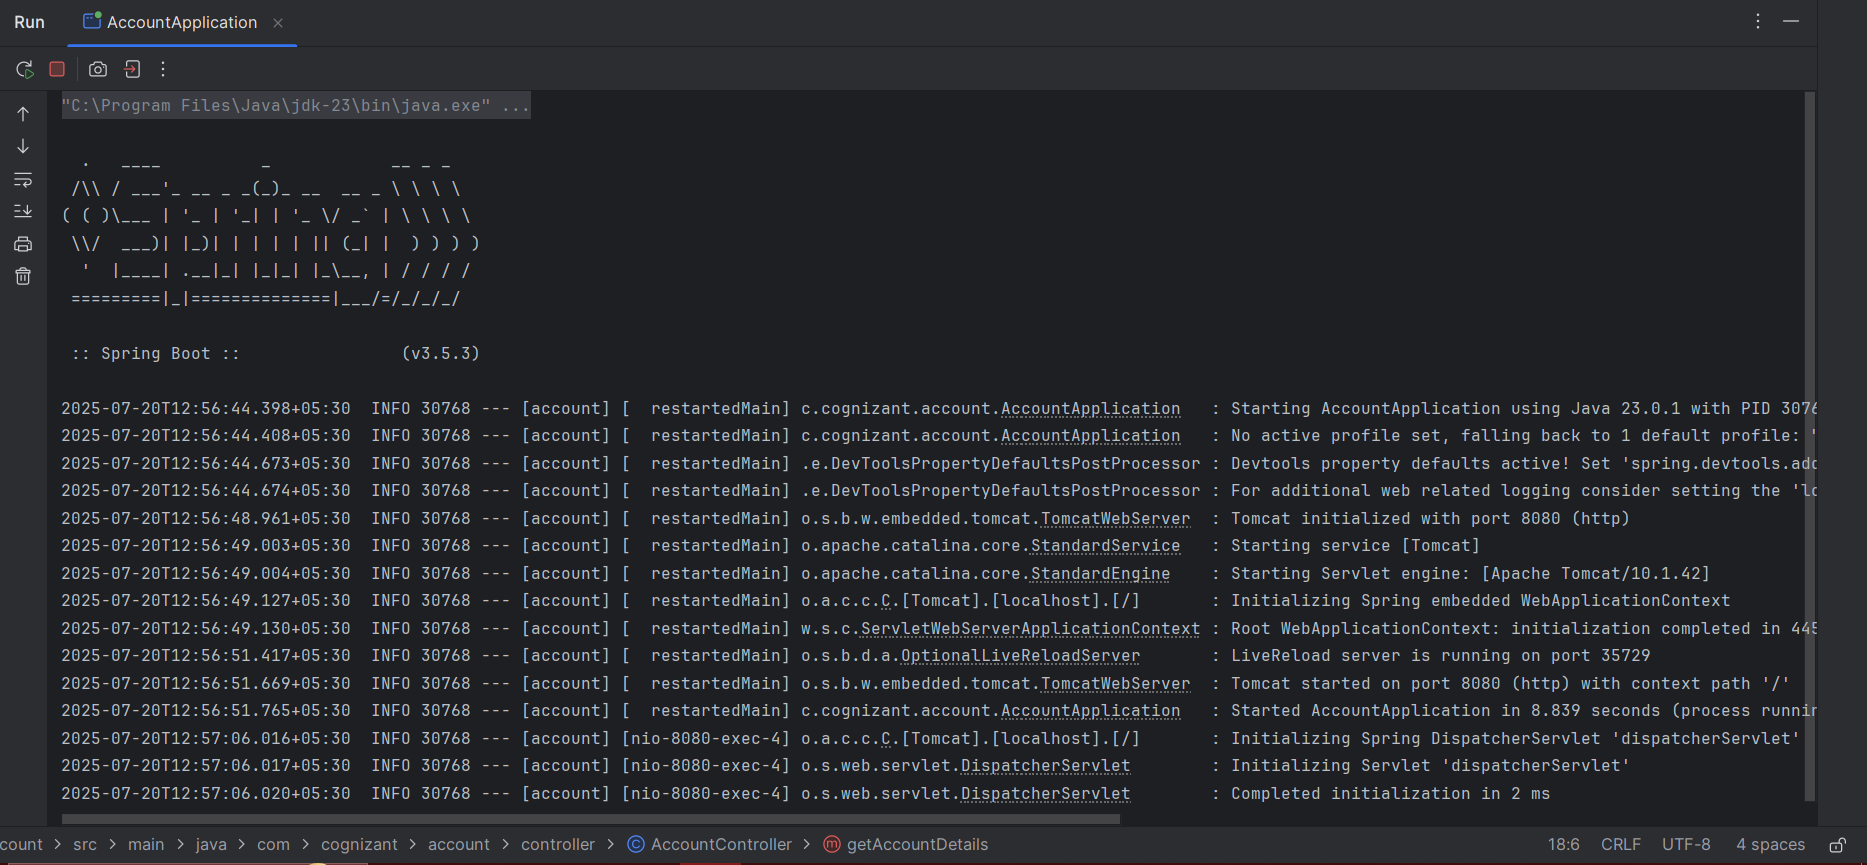 Run AccountApplication
"C:\Program Files\Java\jdk-23\bin\java.exe" ...
  .   ____          _            __ _ _
 /\\ / ___'_ __ _ _(_)_ __  __ _ \ \ \ \
( ( )\___ | '_ | '_| | '_ \/ _` | \ \ \ \
 \\/  ___)| |_)| | | | | || (_| |  ) ) ) )
  '  |____| .__|_| |_|_| |_\__, | / / / /
 =========|_|==============|___/=/_/_/_/
 :: Spring Boot ::                (v3.5.3)
2025-07-20T12:56:44.398+05:30  INFO 30768 --- [account] [  restartedMain] c.cognizant.account.AccountApplication   : Starting AccountApplication using Java 23.0.1 with PID 3076
2025-07-20T12:56:44.408+05:30  INFO 30768 --- [account] [  restartedMain] c.cognizant.account.AccountApplication   : No active profile set, falling back to 1 default profile: "
2025-07-20T12:56:44.673+05:30  INFO 30768 --- [account] [  restartedMain] .e.DevToolsPropertyDefaultsPostProcessor : Devtools property defaults active! Set 'spring.devtools.add
2025-07-20T12:56:44.674+05:30  INFO 30768 --- [account] [  restartedMain] .e.DevToolsPropertyDefaultsPostProcessor : For additional web related logging consider setting the 'lo
2025-07-20T12:56:48.961+05:30  INFO 30768 --- [account] [  restartedMain] o.s.b.w.embedded.tomcat.TomcatWebServer  : Tomcat initialized with port 8080 (http)
2025-07-20T12:56:49.003+05:30  INFO 30768 --- [account] [  restartedMain] o.apache.catalina.core.StandardService   : Starting service [Tomcat]
2025-07-20T12:56:49.004+05:30  INFO 30768 --- [account] [  restartedMain] o.apache.catalina.core.StandardEngine    : Starting Servlet engine: [Apache Tomcat/10.1.42]
2025-07-20T12:56:49.127+05:30  INFO 30768 --- [account] [  restartedMain] o.a.c.c.C.[Tomcat].[localhost].[/]       : Initializing Spring embedded WebApplicationContext
2025-07-20T12:56:49.130+05:30  INFO 30768 --- [account] [  restartedMain] w.s.c.ServletWebServerApplicationContext : Root WebApplicationContext: initialization completed in 445
2025-07-20T12:56:51.417+05:30  INFO 30768 --- [account] [  restartedMain] o.s.b.d.a.OptionalLiveReloadServer       : LiveReload server is running on port 35729
2025-07-20T12:56:51.669+05:30  INFO 30768 --- [account] [  restartedMain] o.s.b.w.embedded.tomcat.TomcatWebServer  : Tomcat started on port 8080 (http) with context path '/'
2025-07-20T12:56:51.765+05:30  INFO 30768 --- [account] [  restartedMain] c.cognizant.account.AccountApplication   : Started AccountApplication in 8.839 seconds (process runnin
2025-07-20T12:57:06.016+05:30  INFO 30768 --- [account] [nio-8080-exec-4] o.a.c.c.C.[Tomcat].[localhost].[/]       : Initializing Spring DispatcherServlet 'dispatcherServlet'
2025-07-20T12:57:06.017+05:30  INFO 30768 --- [account] [nio-8080-exec-4] o.s.web.servlet.DispatcherServlet        : Initializing Servlet 'dispatcherServlet'
2025-07-20T12:57:06.020+05:30  INFO 30768 --- [account] [nio-8080-exec-4] o.s.web.servlet.DispatcherServlet        : Completed initialization in 2 ms
count > src > main > java > com > cognizant > account > controller > AccountController > getAccountDetails 18:6 CRLF UTF-8 4 spaces